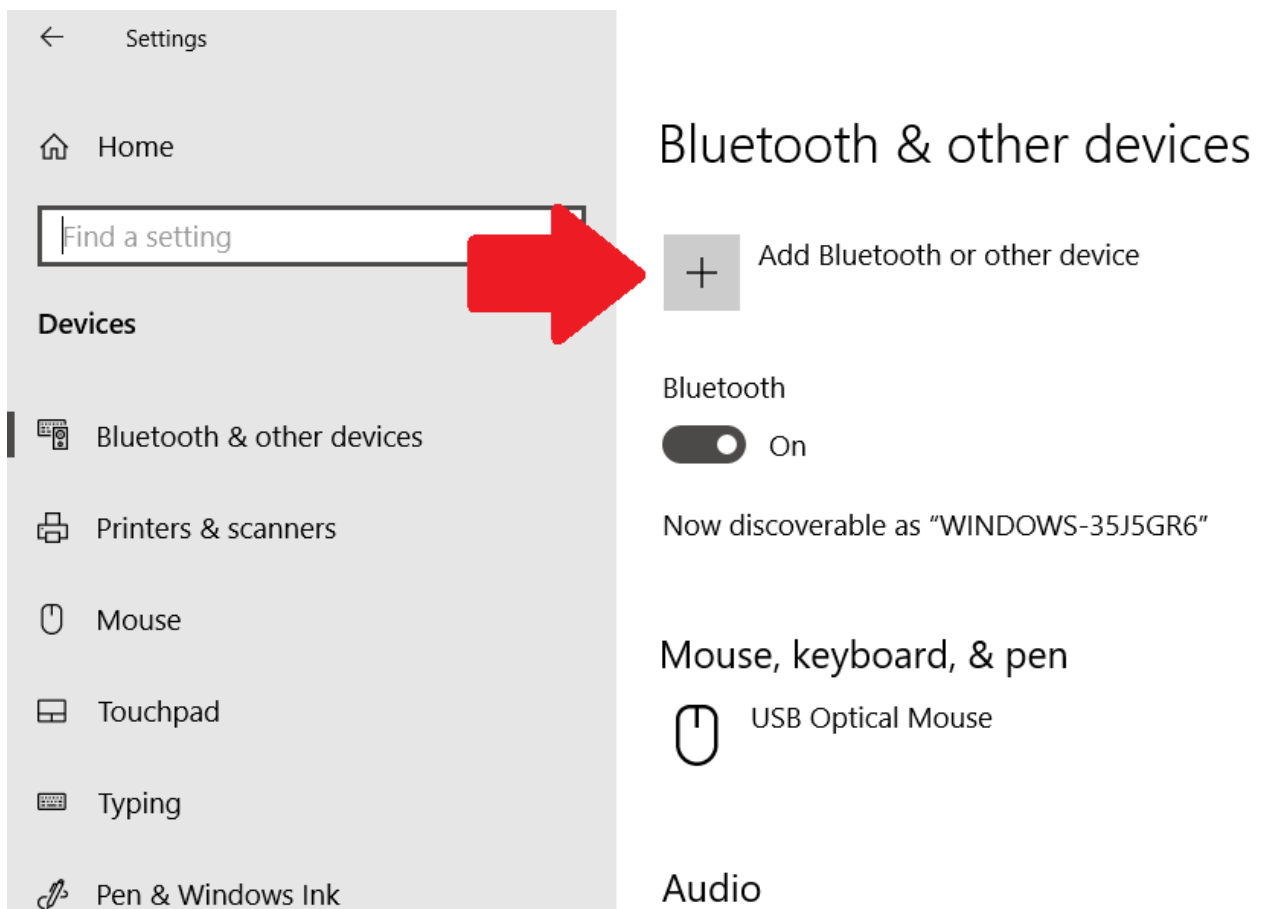 Settings
Home
Find a setting
Devices
Bluetooth & other devices
Printers & scanners
Mouse
Touchpad
Typing
Pen & Windows Ink
Bluetooth & other devices
Add Bluetooth or other device
Bluetooth
On
Now discoverable as “WINDOWS-35J5GR6”
Mouse, keyboard, & pen
USB Optical Mouse
Audio